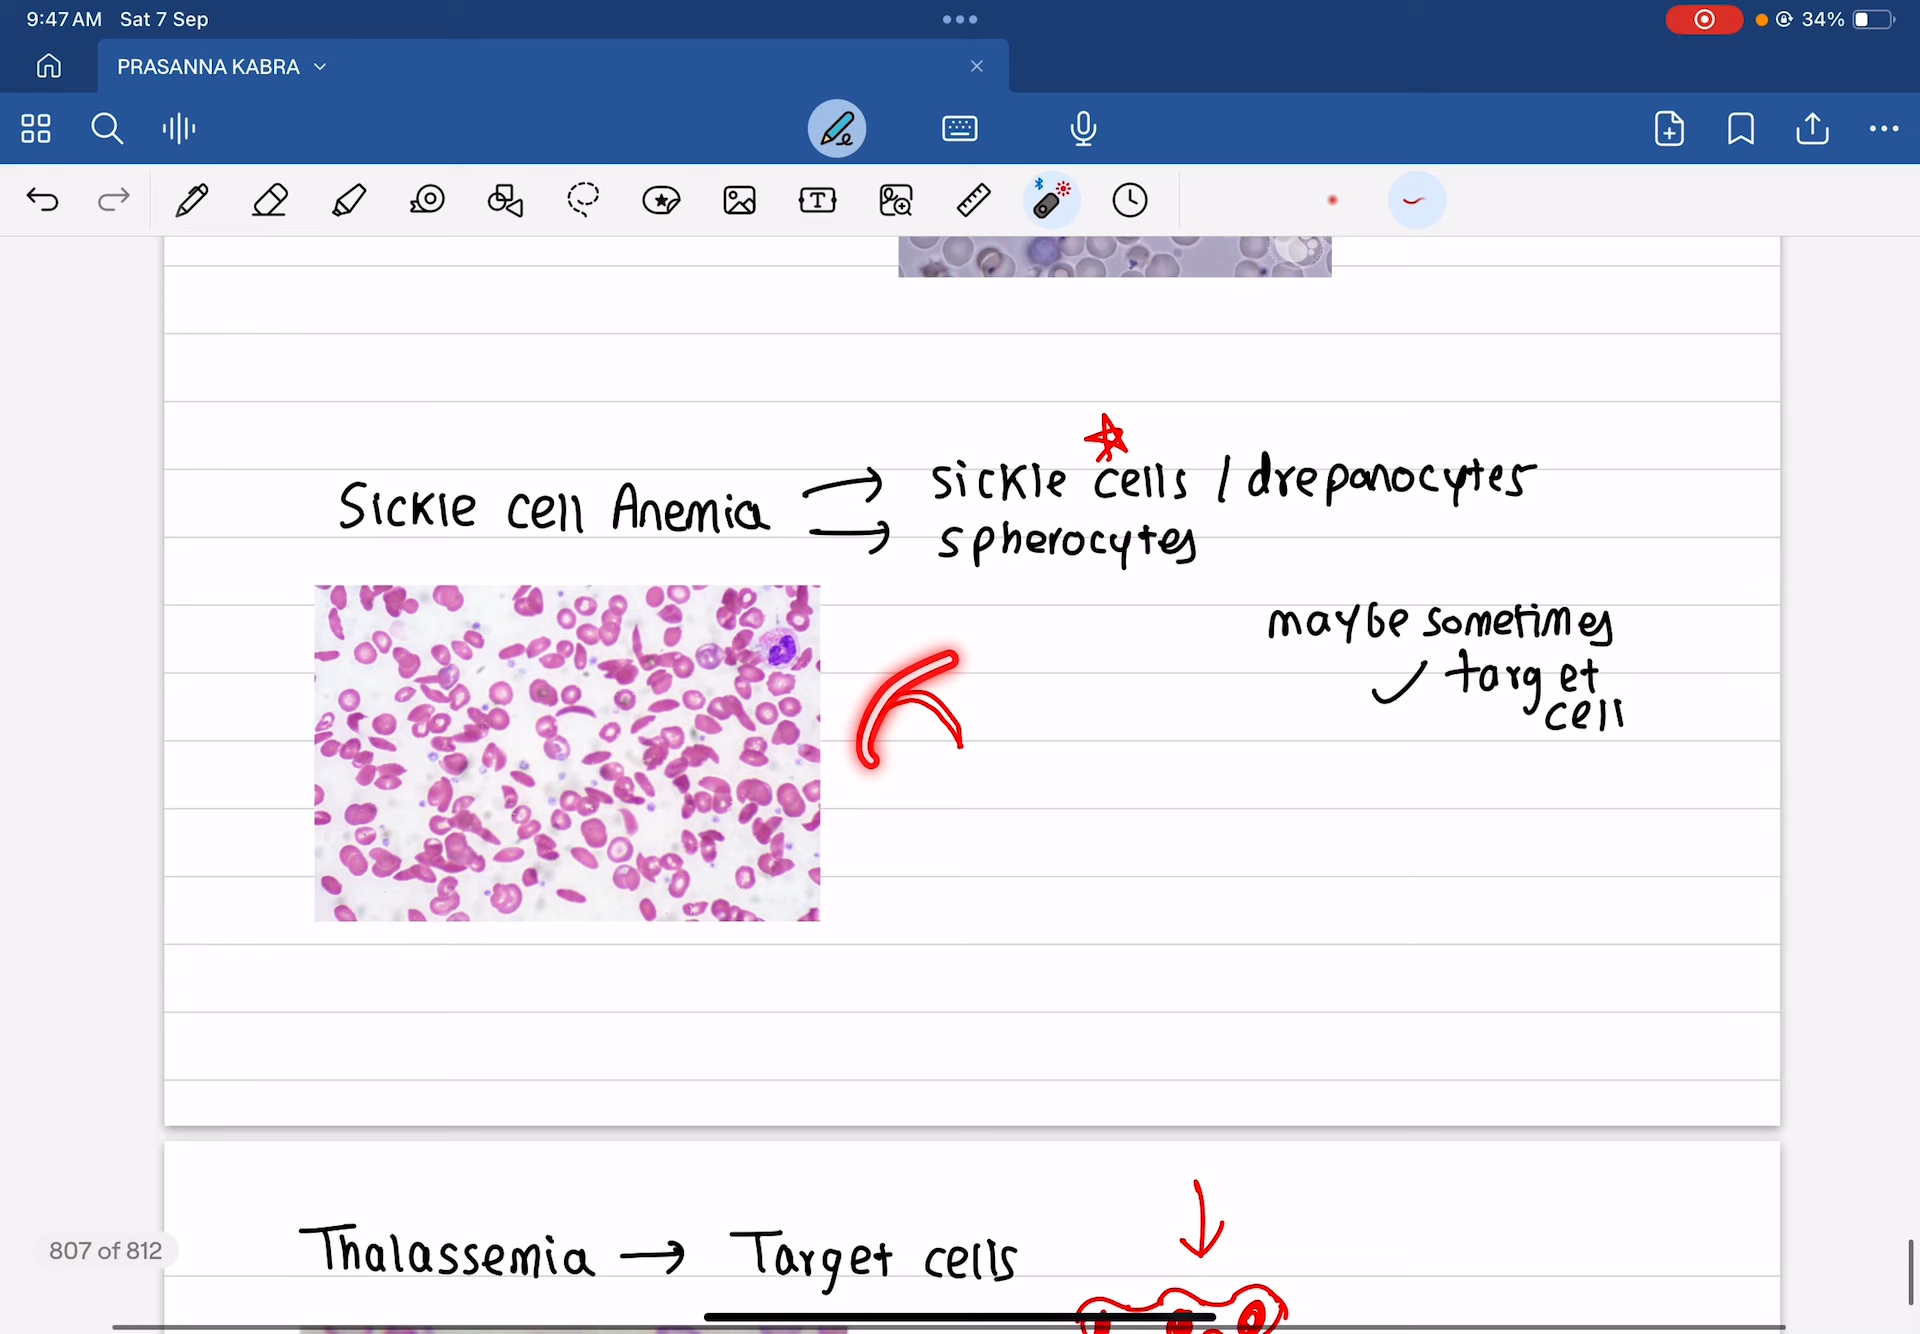 9:47 AM Sat 7 Sep
34%
PRASANNA KABRA
Sickle cell Anemia → sickle cells / drepanocytes
→ spherocytes
maybe sometimes
✓ target
cell
807 of 812
Thalassemia → Target cells